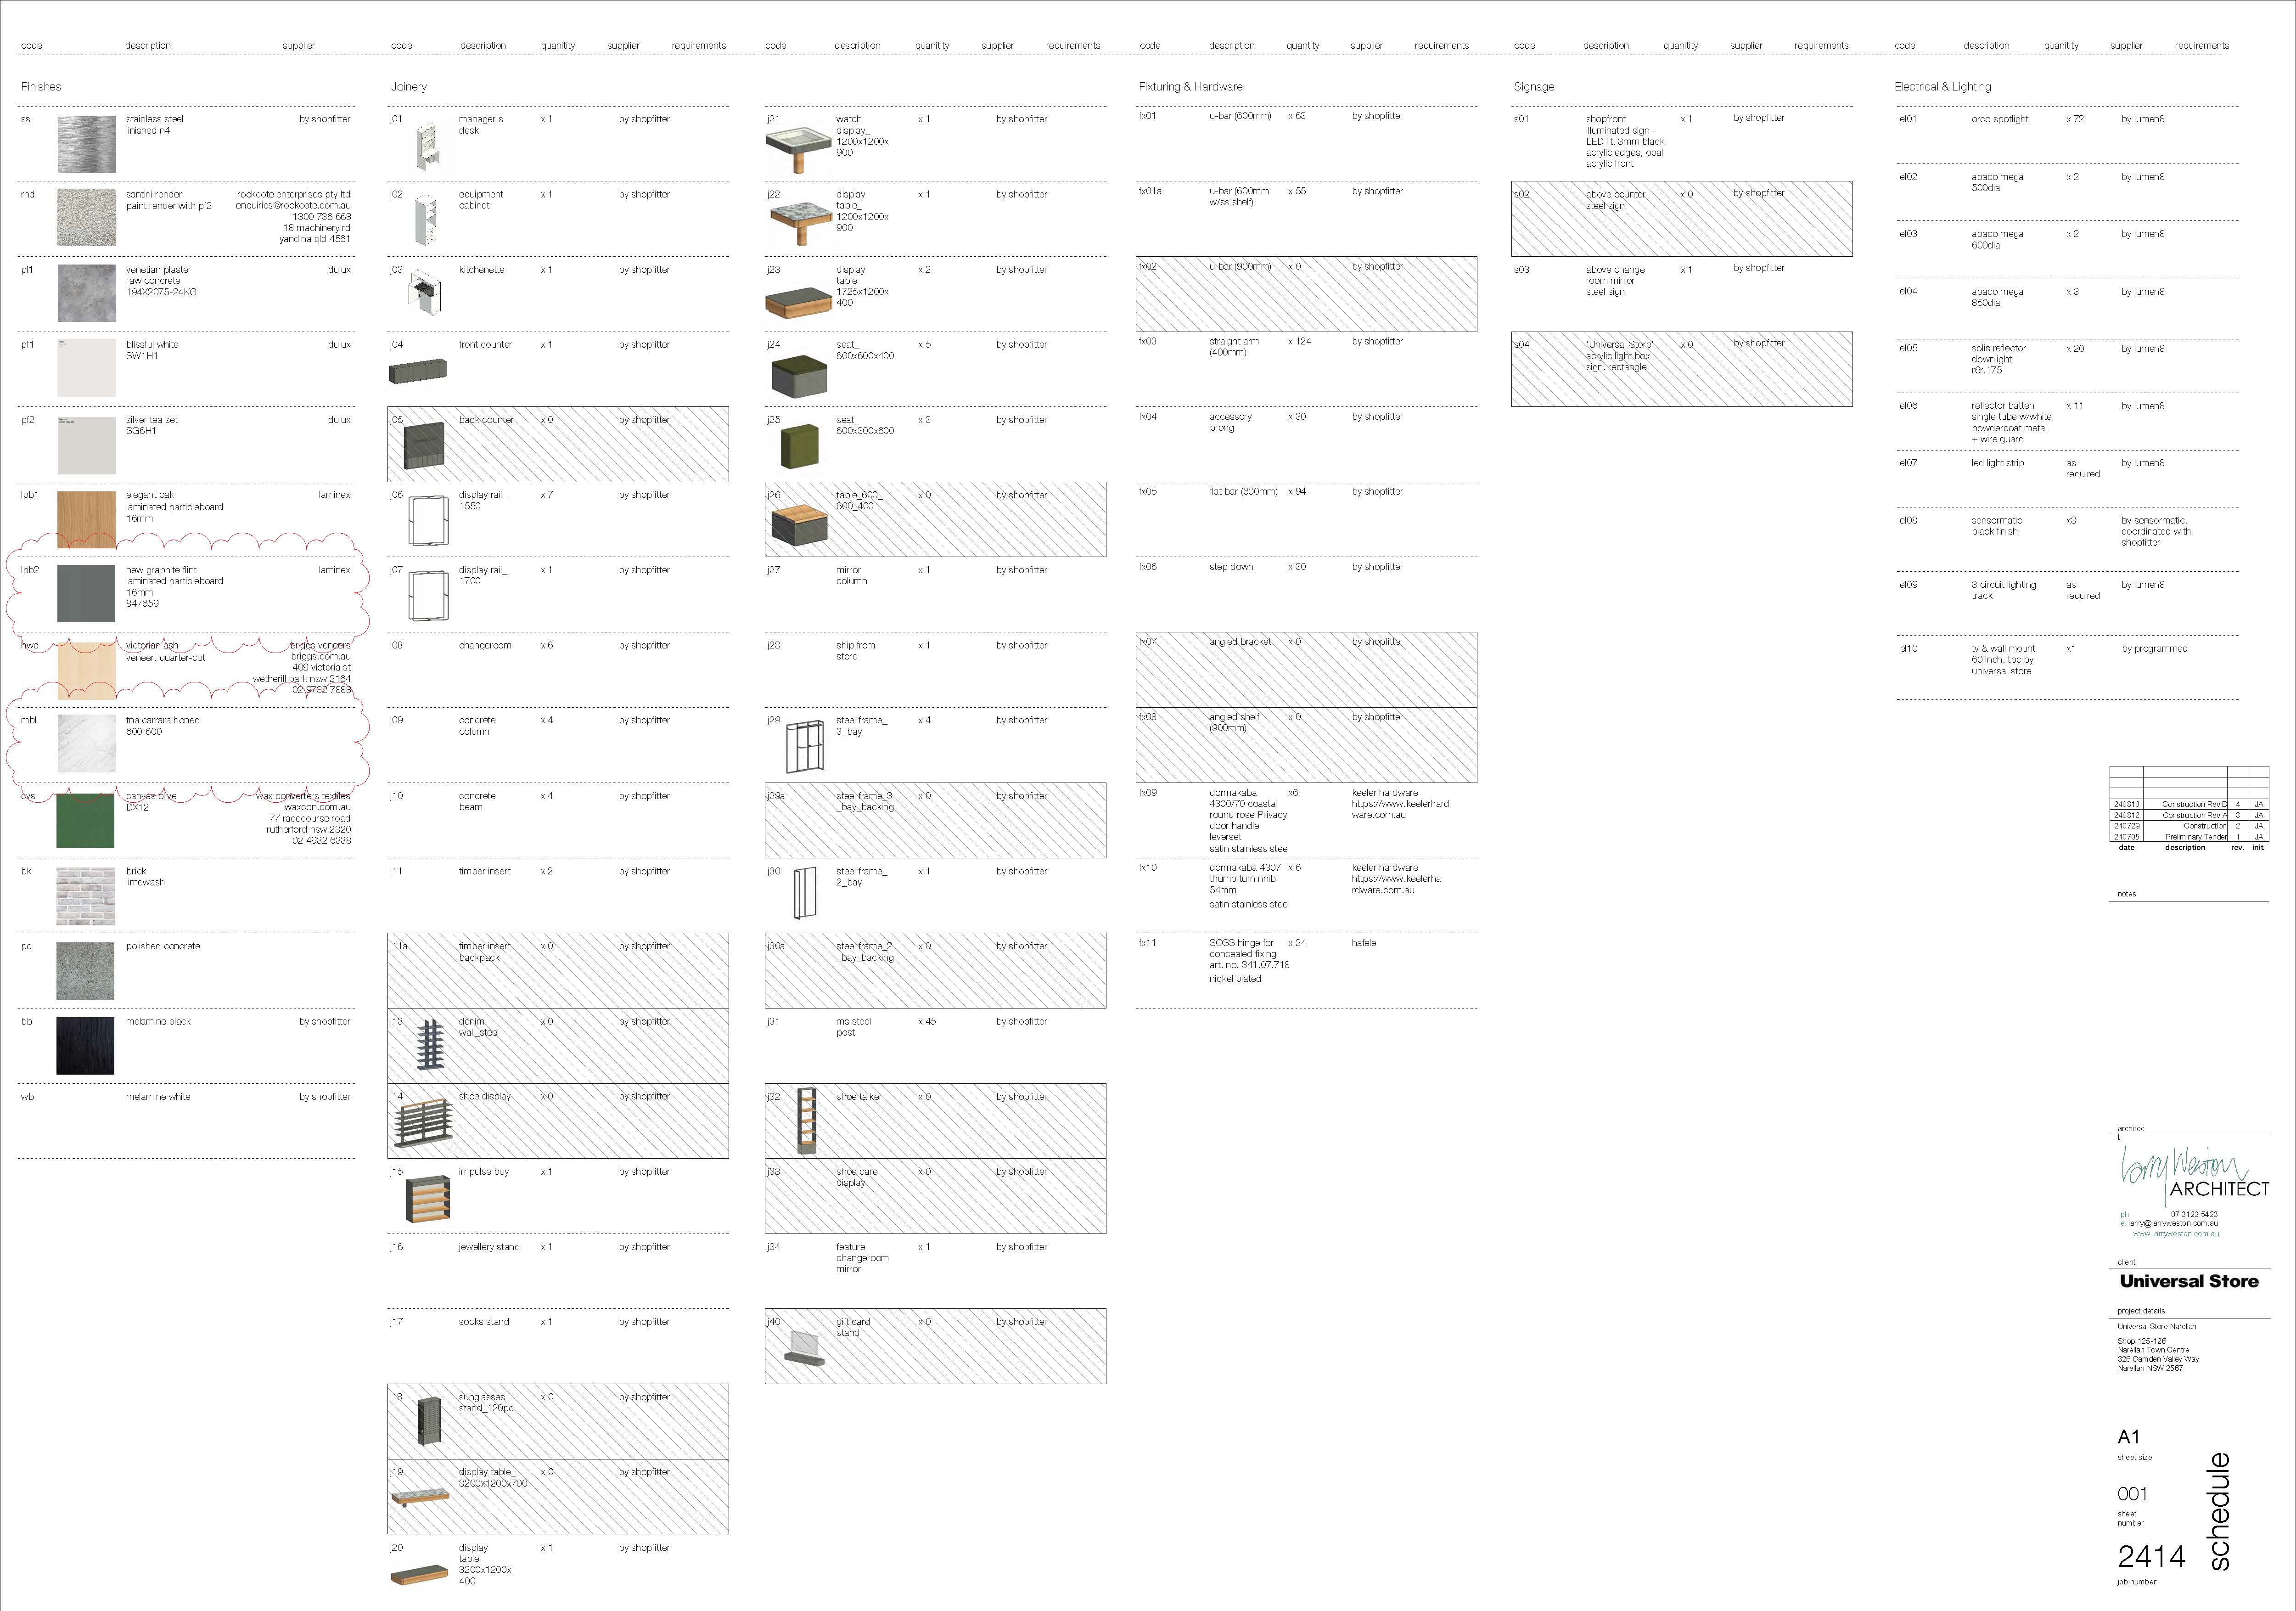 code description supplier
code description quanitity supplier requirements
code description quanitity supplier requirements
code description quantity supplier requirements
code description quanitity supplier requirements
code description quanitity supplier requirements
Finishes
ss stainless steel by shopfitter
linished n4
rnd santini render rockcote enterprises pty ltd
paint render with pf2 enquiries@rockcote.com.au
1300 736 668
18 machinery rd
yandina qld 4561
pl1 venetian plaster dulux
raw concrete
194X2075-24KG
pf1 blissful white dulux
SW1H1
pf2 silver tea set dulux
SG6H1
lpb1 elegant oak laminex
laminated particleboard
16mm
lpb2 new graphite flint laminex
laminated particleboard
16mm
847659
hwd victorian ash briggs veneers
veneer, quarter-cut briggs.com.au
409 victoria st
wetherill park nsw 2164
02 9732 7888
mbl tna carrara honed
600*600
cvs canvas olive wax converters textiles
DX12 waxcon.com.au
77 racecourse road
rutherford nsw 2320
02 4932 6338
bk brick
limewash
pc polished concrete
bb melamine black by shopfitter
wb melamine white by shopfitter
Joinery
j01 manager's x 1 by shopfitter
desk
j02 equipment x 1 by shopfitter
cabinet
j03 kitchenette x 1 by shopfitter
j04 front counter x 1 by shopfitter
j05 back counter x 0 by shopfitter
j06 display rail_ x 7 by shopfitter
1550
j07 display rail_ x 1 by shopfitter
1700
j08 changeroom x 6 by shopfitter
j09 concrete x 4 by shopfitter
column
j10 concrete x 4 by shopfitter
beam
j11 timber insert x 2 by shopfitter
j11a timber insert x 0 by shopfitter
backpack
j13 denim x 0 by shopfitter
wall_steel
j14 shoe display x 0 by shopfitter
j15 impulse buy x 1 by shopfitter
j16 jewellery stand x 1 by shopfitter
j17 socks stand x 1 by shopfitter
j18 sunglasses x 0 by shopfitter
stand_120pc
j19 display table_ x 0 by shopfitter
3200x1200x700
j20 display x 1 by shopfitter
table_
3200x1200x
400
j21 watch x 1 by shopfitter
display_
1200x1200x
900
j22 display x 1 by shopfitter
table_
1200x1200x
900
j23 display x 2 by shopfitter
table_
1725x1200x
400
j24 seat_ x 5 by shopfitter
600x600x400
j25 seat_ x 3 by shopfitter
600x300x600
j26 table_600_ x 0 by shopfitter
600_400
j27 mirror x 1 by shopfitter
column
j28 ship from x 1 by shopfitter
store
j29 steel frame_ x 4 by shopfitter
3_bay
j29a steel frame_3 x 0 by shopfitter
_bay_backing
j30 steel frame_ x 1 by shopfitter
2_bay
j30a steel frame_2 x 0 by shopfitter
_bay_backing
j31 ms steel x 45 by shopfitter
post
j32 shoe talker x 0 by shopfitter
j33 shoe care x 0 by shopfitter
display
j34 feature x 1 by shopfitter
changeroom
mirror
j40 gift card x 0 by shopfitter
stand
Fixturing & Hardware
fx01 u-bar (600mm) x 63 by shopfitter
fx01a u-bar (600mm x 55 by shopfitter
w/ss shelf)
fx02 u-bar (900mm) x 0 by shopfitter
fx03 straight arm x 124 by shopfitter
(400mm)
fx04 accessory x 30 by shopfitter
prong
fx05 flat bar (600mm) x 94 by shopfitter
fx06 step down x 30 by shopfitter
fx07 angled bracket x 0 by shopfitter
fx08 angled shelf x 0 by shopfitter
(900mm)
fx09 dormakaba x6 keeler hardware
4300/70 coastal https://www.keelerhard
round rose Privacy ware.com.au
door handle
leverset
satin stainless steel
fx10 dormakaba 4307 x 6 keeler hardware
thumb turn nnib https://www.keelerha
54mm rdware.com.au
satin stainless steel
fx11 SOSS hinge for x 24 hafele
concealed fixing
art. no. 341.07.718
nickel plated
Signage
s01 shopfront x 1 by shopfitter
illuminated sign -
LED lit, 3mm black
acrylic edges, opal
acrylic front
s02 above counter x 0 by shopfitter
steel sign
s03 above change x 1 by shopfitter
room mirror
steel sign
s04 'Universal Store' x 0 by shopfitter
acrylic light box
sign. rectangle
Electrical & Lighting
el01 orco spotlight x 72 by lumen8
el02 abaco mega x 2 by lumen8
500dia
el03 abaco mega x 2 by lumen8
600dia
el04 abaco mega x 3 by lumen8
850dia
el05 solis reflector x 20 by lumen8
downlight
r6r.175
el06 reflector batten x 11 by lumen8
single tube w/white
powdercoat metal
+ wire guard
el07 led light strip as by lumen8
required
el08 sensormatic x3 by sensormatic.
black finish coordinated with
shopfitter
el09 3 circuit lighting as by lumen8
track required
el10 tv & wall mount x1 by programmed
60 inch. tbc by
universal store
240813 Construction Rev B 4 JA
240812 Construction Rev A 3 JA
240729 Construction 2 JA
240705 Preliminary Tender 1 JA
date description rev. init.
notes
architec
t
Larry Weston
ARCHITECT
ph. 07 3123 5423
e. larry@larryweston.com.au
www.larryweston.com.au
client
Universal Store
project details
Universal Store Narellan
Shop 125-126
Narellan Town Centre
326 Camden Valley Way
Narellan NSW 2567
A1
sheet size
001
sheet
number
2414
job number
schedule